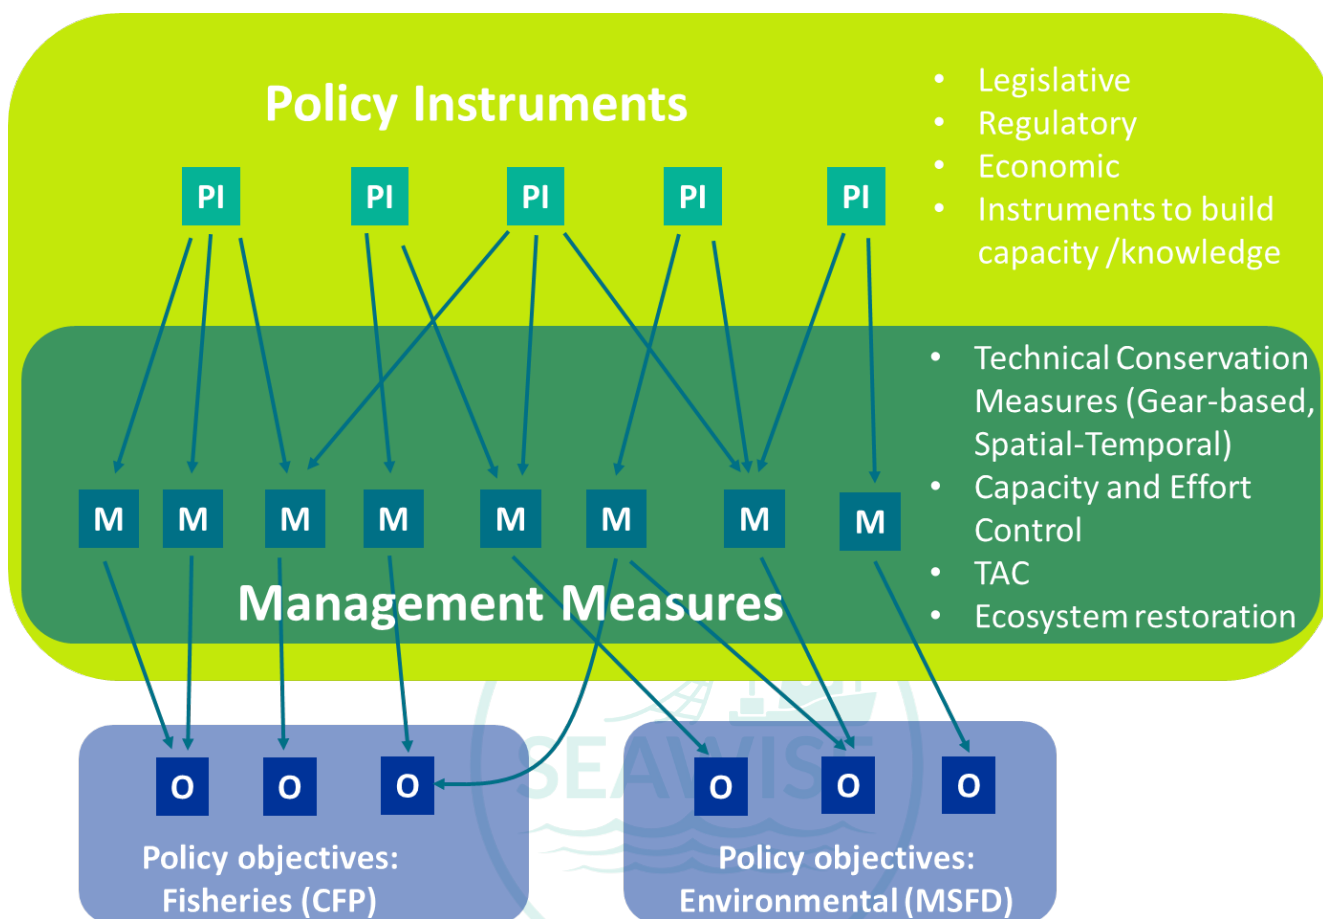 Policy Instruments
• Legislative
• Regulatory
• Economic
• Instruments to build
capacity /knowledge
PI PI PI PI PI
• Technical Conservation
Measures (Gear-based,
Spatial-Temporal)
• Capacity and Effort
Control
• TAC
• Ecosystem restoration
M M M M M M M M
Management Measures
SEAWISE
O O O O O O
Policy objectives:
Fisheries (CFP)
Policy objectives:
Environmental (MSFD)